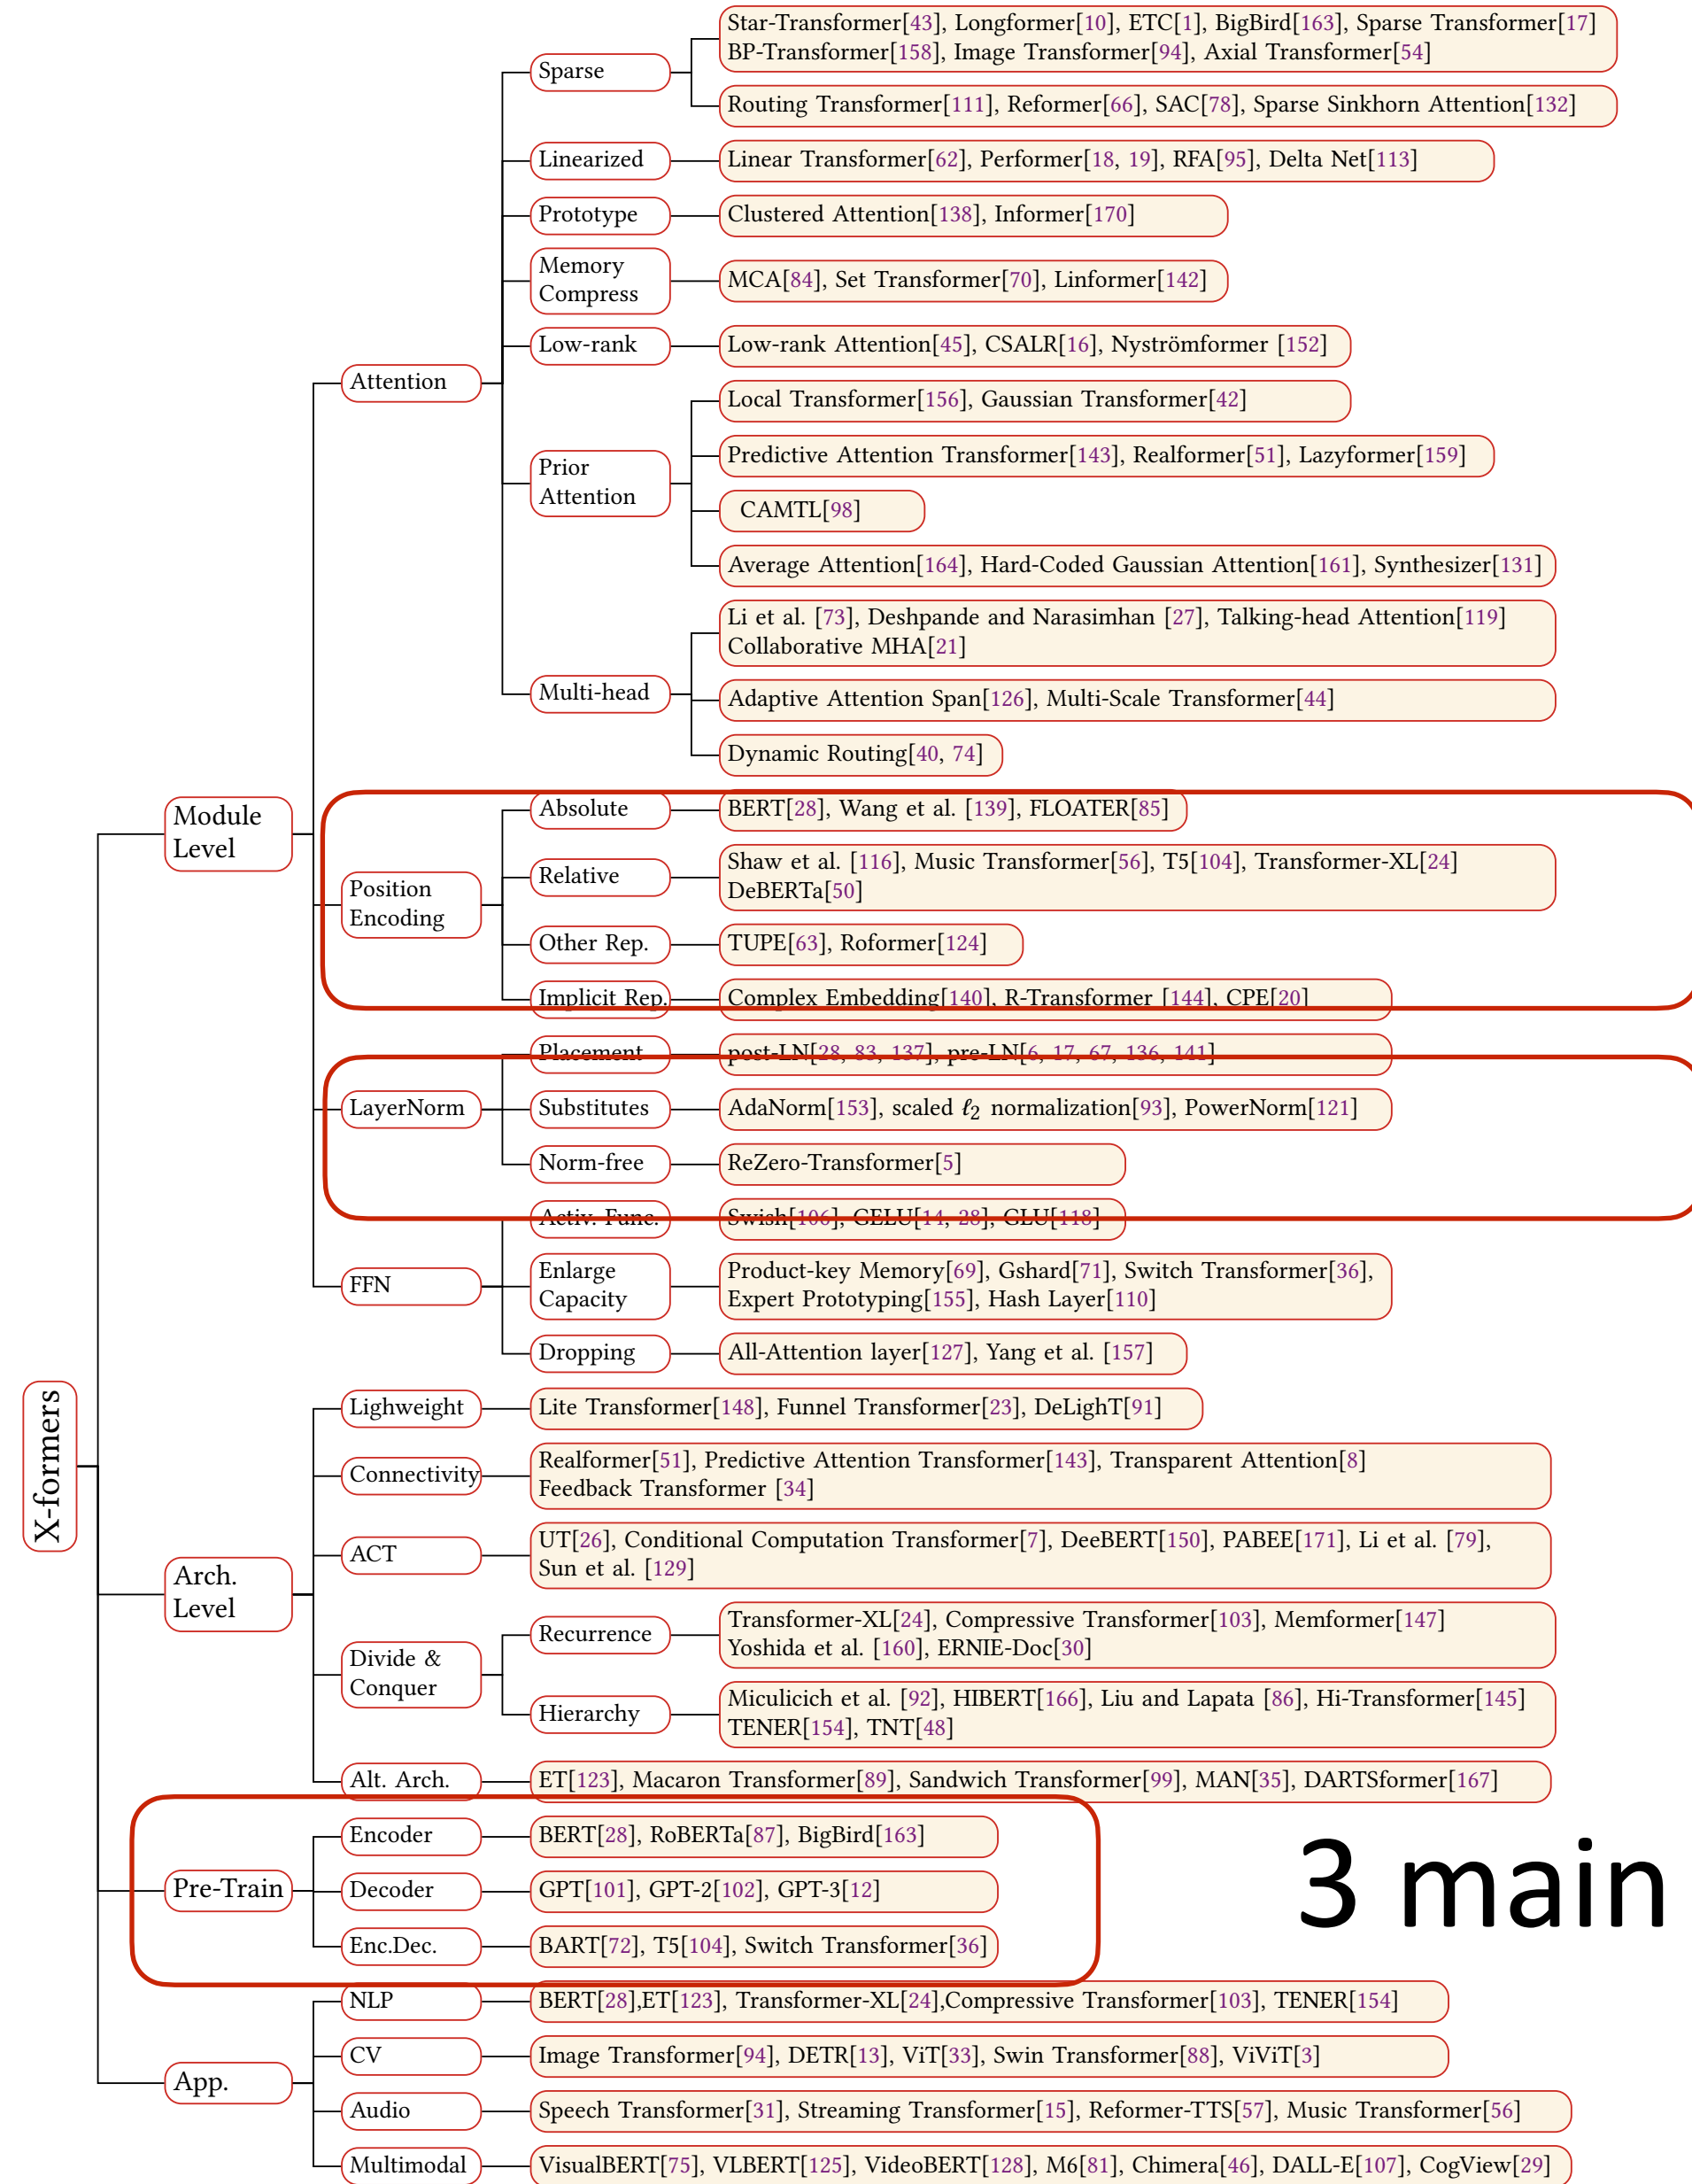 X-formers
Module
Level
Attention
Sparse
Star-Transformer[43], Longformer[10], ETC[1], BigBird[163], Sparse Transformer[17]
BP-Transformer[158], Image Transformer[94], Axial Transformer[54]
Routing Transformer[111], Reformer[66], SAC[78], Sparse Sinkhorn Attention[132]
Linearized
Linear Transformer[62], Performer[18, 19], RFA[95], Delta Net[113]
Prototype
Clustered Attention[138], Informer[170]
Memory
Compress
MCA[84], Set Transformer[70], Linformer[142]
Low-rank
Low-rank Attention[45], CSALR[16], Nyströmformer [152]
Prior
Attention
Local Transformer[156], Gaussian Transformer[42]
Predictive Attention Transformer[143], Realformer[51], Lazyformer[159]
CAMTL[98]
Average Attention[164], Hard-Coded Gaussian Attention[161], Synthesizer[131]
Multi-head
Li et al. [73], Deshpande and Narasimhan [27], Talking-head Attention[119]
Collaborative MHA[21]
Adaptive Attention Span[126], Multi-Scale Transformer[44]
Dynamic Routing[40, 74]
Position
Encoding
Absolute
BERT[28], Wang et al. [139], FLOATER[85]
Relative
Shaw et al. [116], Music Transformer[56], T5[104], Transformer-XL[24]
DeBERTa[50]
Other Rep.
TUPE[63], Roformer[124]
Implicit Rep.
Complex Embedding[140], R-Transformer [144], CPE[20]
LayerNorm
Placement
post-LN[28, 83, 137], pre-LN[6, 17, 67, 136, 141]
Substitutes
AdaNorm[153], scaled ℓ2 normalization[93], PowerNorm[121]
Norm-free
ReZero-Transformer[5]
FFN
Activ. Func.
Swish[106], GELU[14, 28], GLU[118]
Enlarge
Capacity
Product-key Memory[69], Gshard[71], Switch Transformer[36],
Expert Prototyping[155], Hash Layer[110]
Dropping
All-Attention layer[127], Yang et al. [157]
Arch.
Level
Lighweight
Lite Transformer[148], Funnel Transformer[23], DeLighT[91]
Connectivity
Realformer[51], Predictive Attention Transformer[143], Transparent Attention[8]
Feedback Transformer [34]
ACT
UT[26], Conditional Computation Transformer[7], DeeBERT[150], PABEE[171], Li et al. [79],
Sun et al. [129]
Divide &
Conquer
Recurrence
Transformer-XL[24], Compressive Transformer[103], Memformer[147]
Yoshida et al. [160], ERNIE-Doc[30]
Hierarchy
Miculicich et al. [92], HIBERT[166], Liu and Lapata [86], Hi-Transformer[145]
TENER[154], TNT[48]
Alt. Arch.
ET[123], Macaron Transformer[89], Sandwich Transformer[99], MAN[35], DARTSformer[167]
Pre-Train
Encoder
BERT[28], RoBERTa[87], BigBird[163]
Decoder
GPT[101], GPT-2[102], GPT-3[12]
Enc.Dec.
BART[72], T5[104], Switch Transformer[36]
3 main
App.
NLP
BERT[28],ET[123], Transformer-XL[24],Compressive Transformer[103], TENER[154]
CV
Image Transformer[94], DETR[13], ViT[33], Swin Transformer[88], ViViT[3]
Audio
Speech Transformer[31], Streaming Transformer[15], Reformer-TTS[57], Music Transformer[56]
Multimodal
VisualBERT[75], VLBERT[125], VideoBERT[128], M6[81], Chimera[46], DALL-E[107], CogView[29]